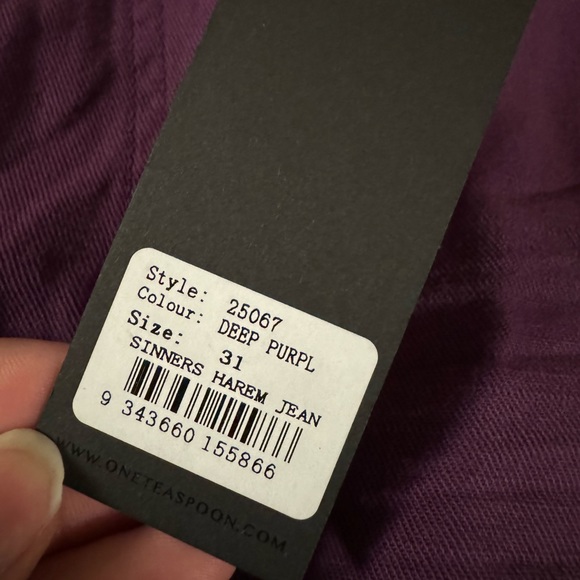 Style: 25067
Colour: DEEP PURPL
Size: 31
SINNERS HAREM JEAN
9 343660 155866
WWW.ONETEASPOON.COM